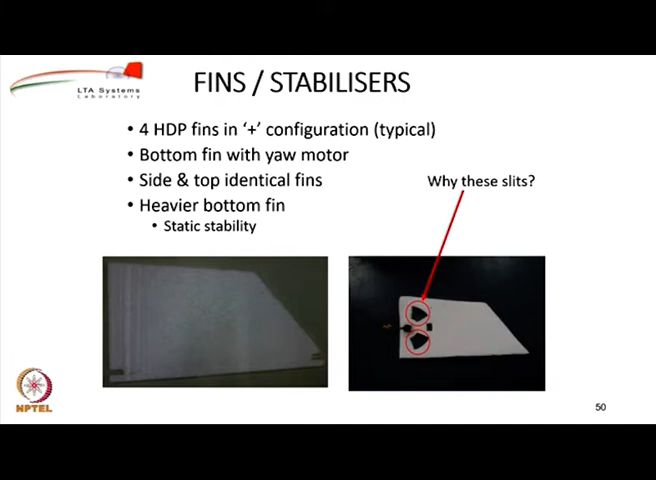 LTA Systems
Laboratory
FINS / STABILISERS
• 4 HDP fins in ‘+’ configuration (typical)
• Bottom fin with yaw motor
• Side & top identical fins
• Heavier bottom fin
• Static stability
Why these slits?
NPTEL
50